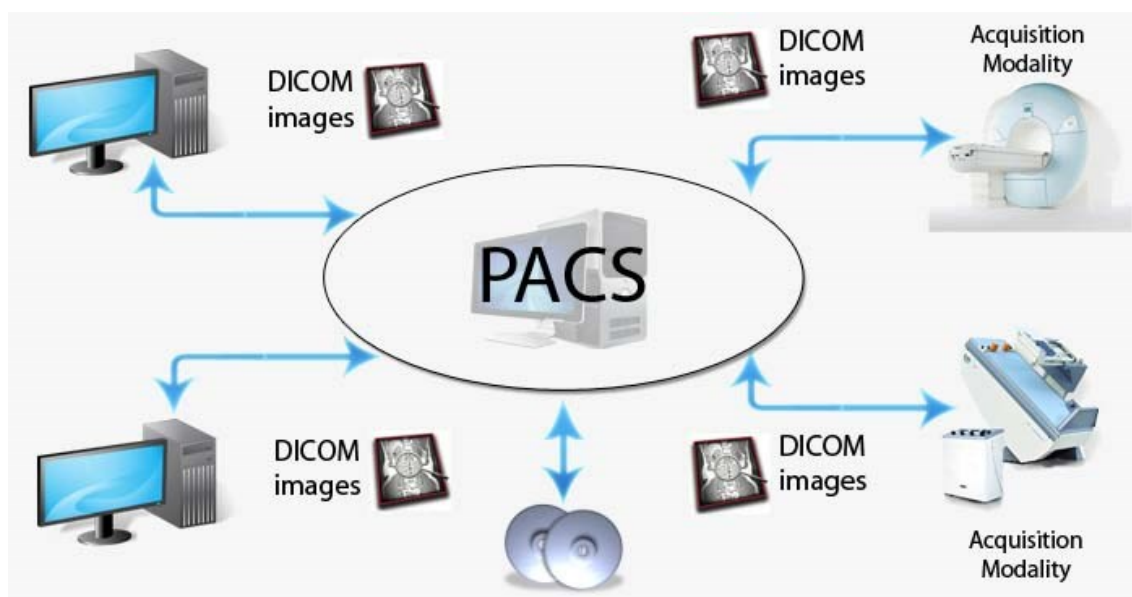 DICOM
images
DICOM
images
Acquisition
Modality
PACS
DICOM
images
DICOM
images
Acquisition
Modality